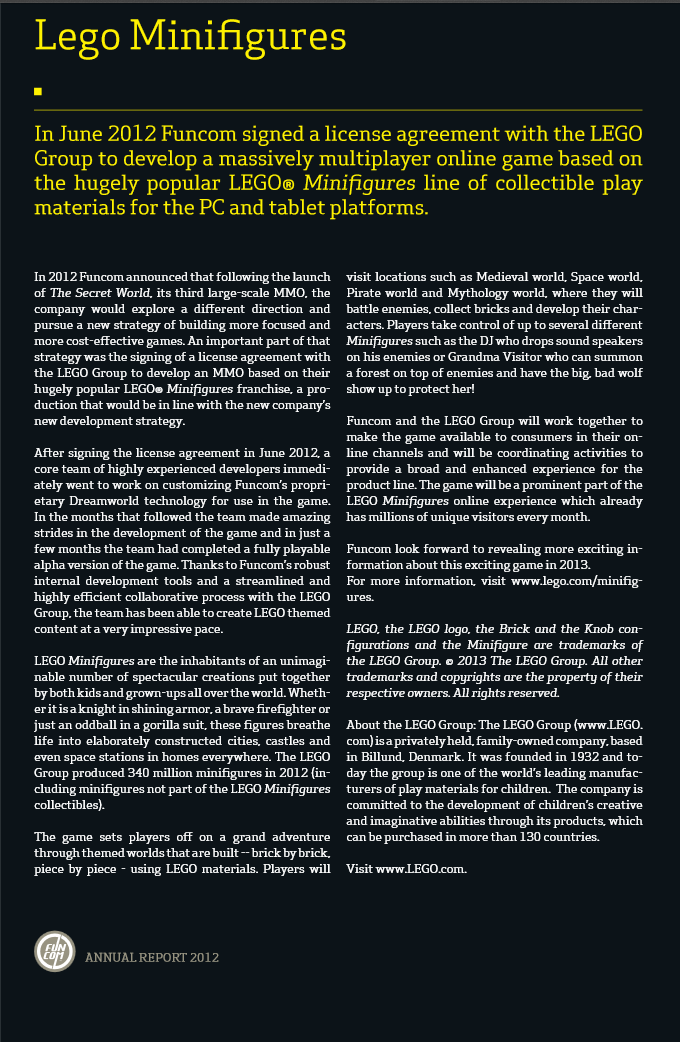 Lego Minifigures
In June 2012 Funcom signed a license agreement with the LEGO
Group to develop a massively multiplayer online game based on
the hugely popular LEGO® Minifigures line of collectible play
materials for the PC and tablet platforms.
In 2012 Funcom announced that following the launch
of The Secret World, its third large-scale MMO, the
company would explore a different direction and
pursue a new strategy of building more focused and
more cost-effective games. An important part of that
strategy was the signing of a license agreement with
the LEGO Group to develop an MMO based on their
hugely popular LEGO® Minifigures franchise, a pro-
duction that would be in line with the new company's
new development strategy.
After signing the license agreement in June 2012, a
core team of highly experienced developers immedi-
ately went to work on customizing Funcom's propri-
etary Dreamworld technology for use in the game.
In the months that followed the team made amazing
strides in the development of the game and in just a
few months the team had completed a fully playable
alpha version of the game. Thanks to Funcom's robust
internal development tools and a streamlined and
highly efficient collaborative process with the LEGO
Group, the team has been able to create LEGO themed
content at a very impressive pace.
LEGO Minifigures are the inhabitants of an unimagi-
nable number of spectacular creations put together
by both kids and grown-ups all over the world. Wheth-
er it is a knight in shining armor, a brave firefighter or
just an oddball in a gorilla suit, these figures breathe
life into elaborately constructed cities, castles and
even space stations in homes everywhere. The LEGO
Group produced 340 million minifigures in 2012 (in-
cluding minifigures not part of the LEGO Minifigures
collectibles).
The game sets players off on a grand adventure
through themed worlds that are built -- brick by brick,
piece by piece - using LEGO materials. Players will
visit locations such as Medieval world, Space world,
Pirate world and Mythology world, where they will
battle enemies, collect bricks and develop their char-
acters. Players take control of up to several different
Minifigures such as the DJ who drops sound speakers
on his enemies or Grandma Visitor who can summon
a forest on top of enemies and have the big, bad wolf
show up to protect her!
Funcom and the LEGO Group will work together to
make the game available to consumers in their on-
line channels and will be coordinating activities to
provide a broad and enhanced experience for the
product line. The game will be a prominent part of the
LEGO Minifigures online experience which already
has millions of unique visitors every month.
Funcom look forward to revealing more exciting in-
formation about this exciting game in 2013.
For more information, visit www.lego.com/minifig-
ures.
LEGO, the LEGO logo, the Brick and the Knob con-
figurations and the Minifigure are trademarks of
the LEGO Group. © 2013 The LEGO Group. All other
trademarks and copyrights are the property of their
respective owners. All rights reserved.
About the LEGO Group: The LEGO Group (www.LEGO.
com) is a privately held, family-owned company, based
in Billund, Denmark. It was founded in 1932 and to-
day the group is one of the world's leading manufac-
turers of play materials for children. The company is
committed to the development of children's creative
and imaginative abilities through its products, which
can be purchased in more than 130 countries.
Visit www.LEGO.com.
FUN
COM
ANNUAL REPORT 2012